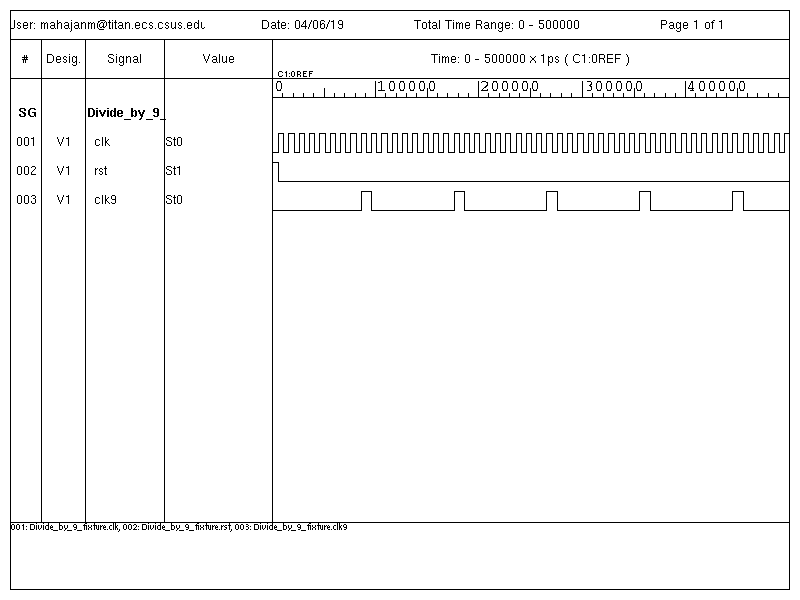 Jser: mahajanm@titan.ecs.csus.edu Date: 04/06/19 Total Time Range: 0 - 500000 Page 1 of 1
# Desig. Signal Value Time: 0 - 500000 x 1ps ( C1:0REF )
C1:0REF
0 100000 200000 300000 400000
SG Divide_by_9_
001 V1 clk St0
002 V1 rst St1
003 V1 clk9 St0
001: Divide_by_9_fixture.clk, 002: Divide_by_9_fixture.rst, 003: Divide_by_9_fixture.clk9